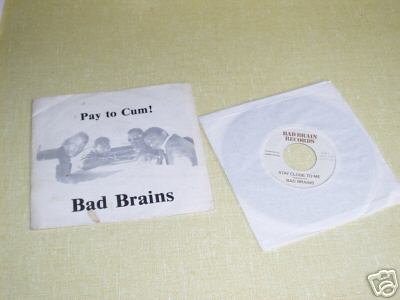 Pay to Cum!
Bad Brains
BAD BRAIN
RECORDS
STAY CLOSE TO ME
BAD BRAINS